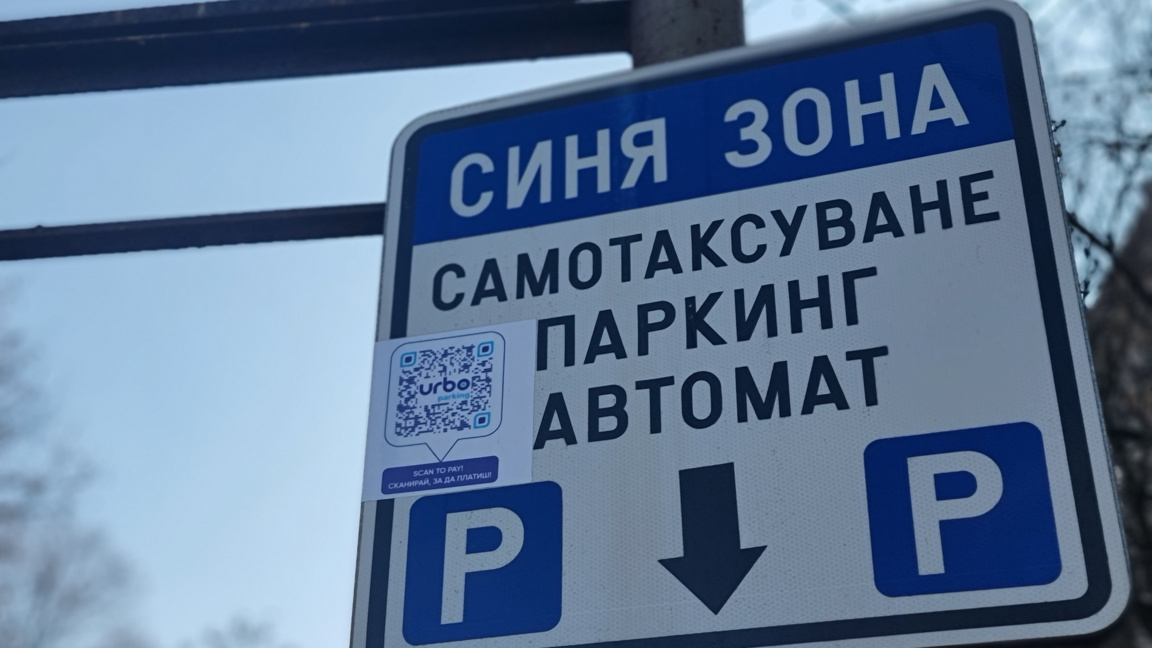 СИНЯ ЗОНА
САМОТАКСУВАНЕ
ПАРКИНГ
АВТОМАТ
urbo
parking
SCAN TO PAY!
СКАНИРАЙ, ЗА ДА ПЛАТИШ!
P
P